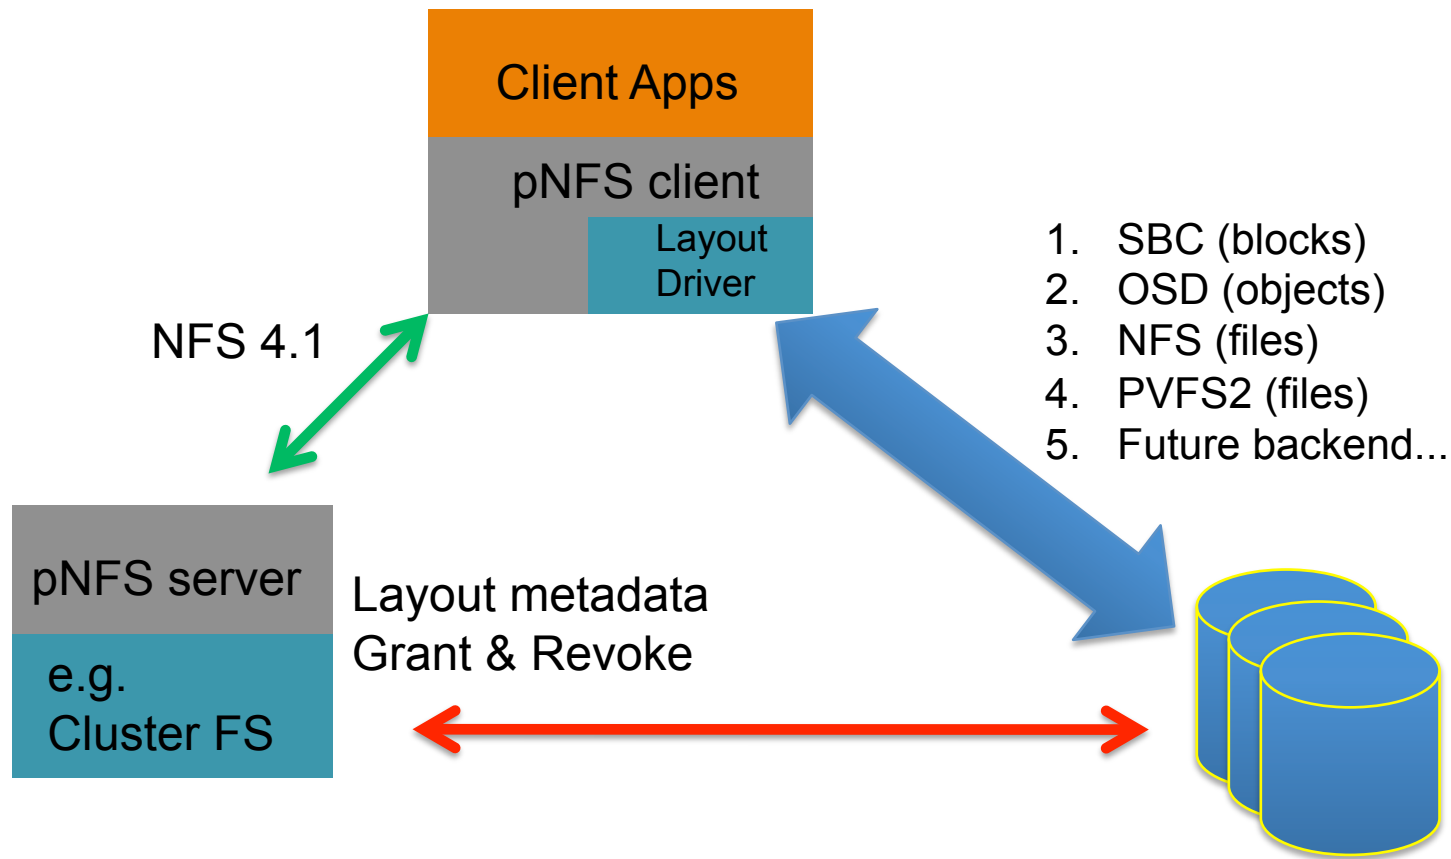 Client Apps
pNFS client
Layout
Driver
NFS 4.1
1. SBC (blocks)
2. OSD (objects)
3. NFS (files)
4. PVFS2 (files)
5. Future backend...
pNFS server
e.g.
Cluster FS
Layout metadata
Grant & Revoke